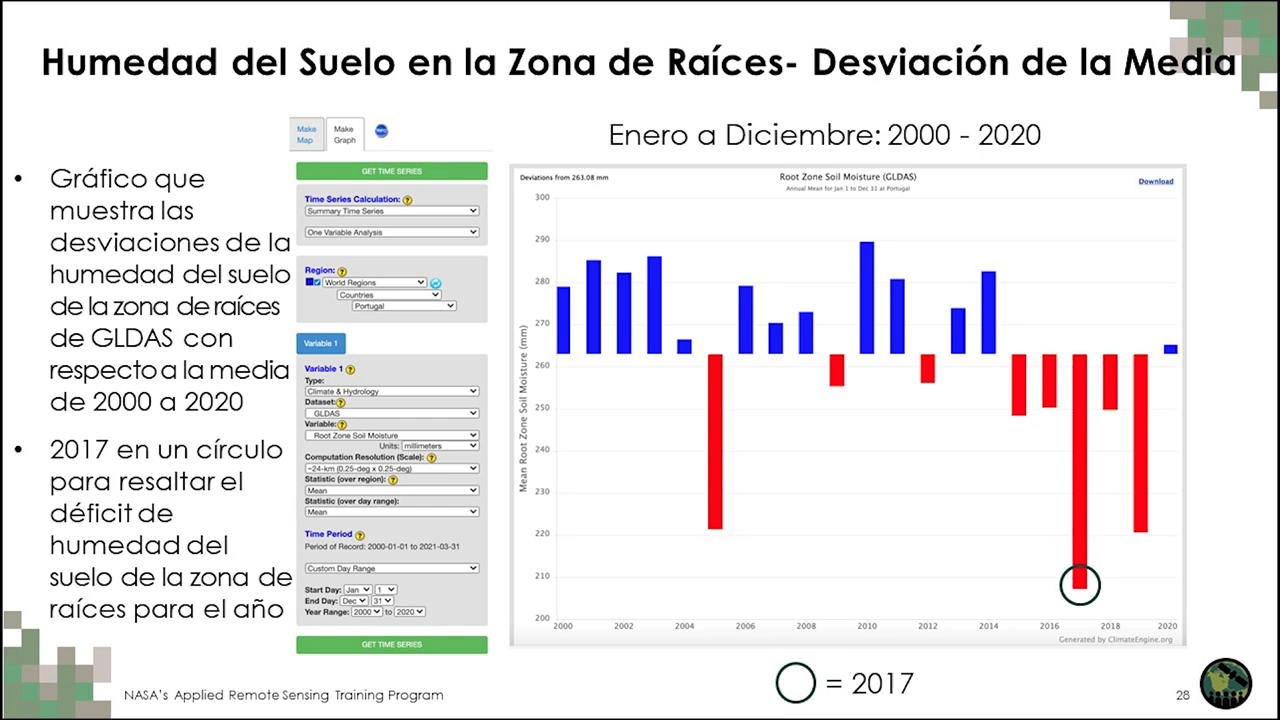 Humedad del Suelo en la Zona de Raíces- Desviación de la Media
• Gráfico que
muestra las
desviaciones de la
humedad del suelo
de la zona de raíces
de GLDAS con
respecto a la media
de 2000 a 2020
• 2017 en un círculo
para resaltar el
déficit de
humedad del
suelo de la zona de
raíces para el año
Make Map
Make Graph
GET TIME SERIES
Time Series Calculation:
Summary Time Series
One Variable Analysis
Region:
World Regions
Countries
Portugal
Variable 1
Variable 1
Type:
Climate & Hydrology
Dataset:
GLDAS
Variable:
Root Zone Soil Moisture
Units: millimeters
Computation Resolution (Scale):
~24-km (0.25-deg x 0.25-deg)
Statistic (over region):
Mean
Statistic (over day range):
Mean
Time Period
Period of Record: 2000-01-01 to 2021-03-31
Custom Day Range
Start Day: Jan 1
End Day: Dec 31
Year Range: 2000 to 2020
GET TIME SERIES
Enero a Diciembre: 2000 - 2020
Deviations from 263.08 mm
Root Zone Soil Moisture (GLDAS)
Annual Mean for Jan 1 to Dec 31 at Portugal
Download
Mean Root Zone Soil Moisture (mm)
300
290
280
270
260
250
240
230
220
210
200
2000 2002 2004 2006 2008 2010 2012 2014 2016 2018 2020
Generated by ClimateEngine.org
= 2017
NASA's Applied Remote Sensing Training Program
28